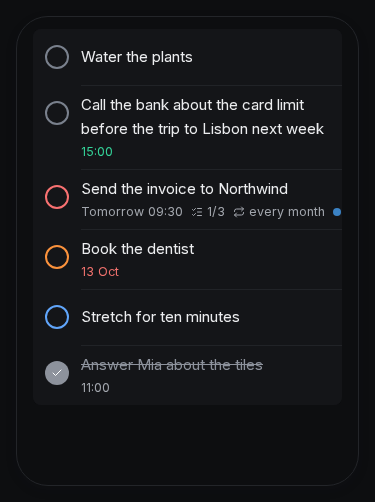 Water the plants
Call the bank about the card limit
before the trip to Lisbon next week
15:00
Send the invoice to Northwind
Tomorrow 09:30 1/3 every month
Book the dentist
13 Oct
Stretch for ten minutes
Answer Mia about the tiles
11:00